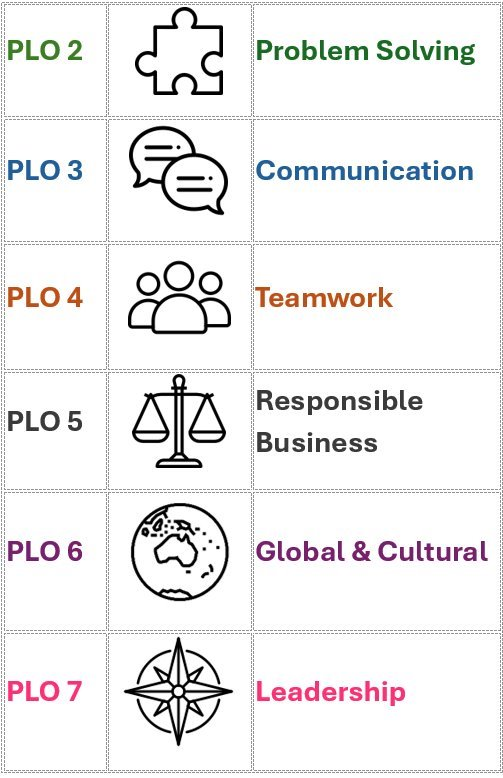 PLO 2
Problem Solving
PLO 3
Communication
PLO 4
Teamwork
PLO 5
Responsible
Business
PLO 6
Global & Cultural
PLO 7
Leadership